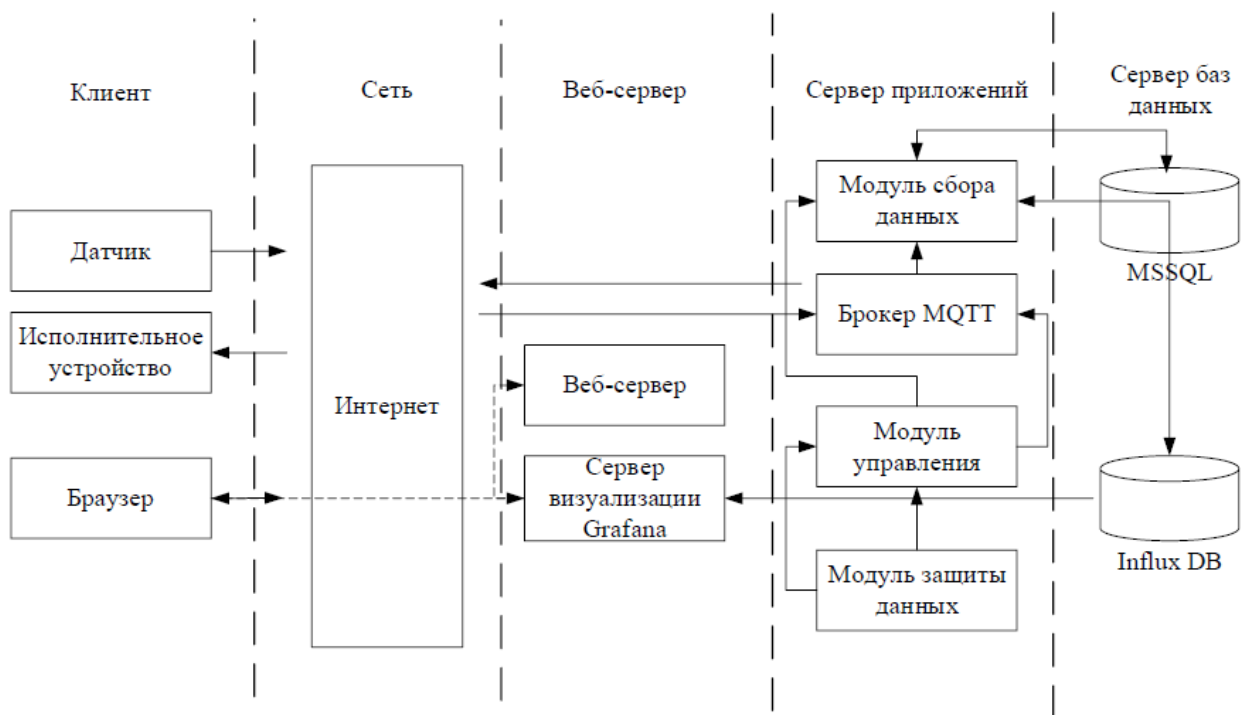 Клиент
Сеть
Веб-сервер
Сервер приложений
Сервер баз
данных
Датчик
Исполнительное
устройство
Браузер
Интернет
Веб-сервер
Сервер
визуализации
Grafana
Модуль сбора
данных
Брокер MQTT
Модуль
управления
Модуль защиты
данных
MSSQL
Influx DB